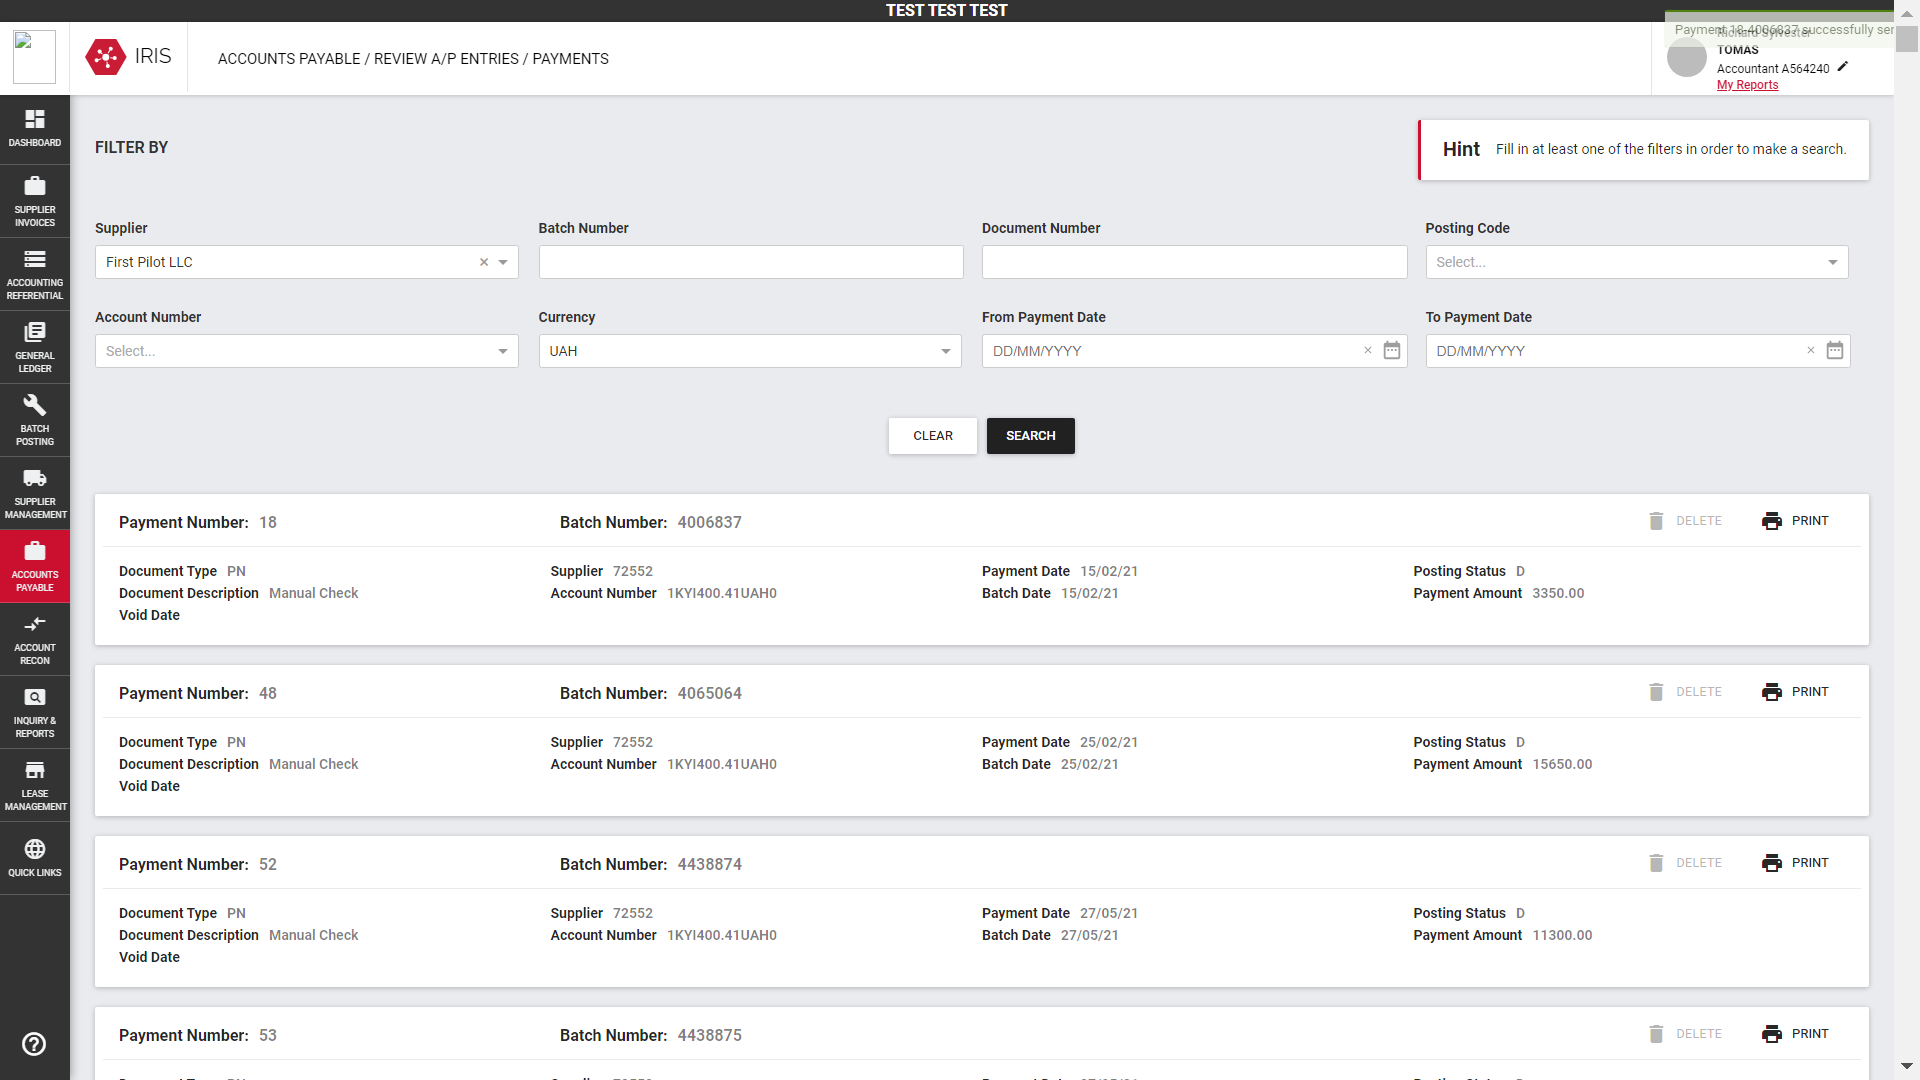 TEST TEST TEST
Payment 18-4006837 successfully ser
Richard Sylvester
TOMAS
Accountant A564240
My Reports
IRIS
ACCOUNTS PAYABLE / REVIEW A/P ENTRIES / PAYMENTS
DASHBOARD
SUPPLIER
INVOICES
ACCOUNTING
REFERENTIAL
GENERAL
LEDGER
BATCH
POSTING
SUPPLIER
MANAGEMENT
ACCOUNTS
PAYABLE
ACCOUNT
RECON
INQUIRY &
REPORTS
LEASE
MANAGEMENT
QUICK LINKS
FILTER BY
Hint Fill in at least one of the filters in order to make a search.
Supplier Batch Number Document Number Posting Code
First Pilot LLC × Select...
Account Number Currency From Payment Date To Payment Date
Select... UAH DD/MM/YYYY × DD/MM/YYYY ×
CLEAR SEARCH
Payment Number: 18 Batch Number: 4006837 DELETE PRINT
Document Type PN Supplier 72552 Payment Date 15/02/21 Posting Status D
Document Description Manual Check Account Number 1KYI400.41UAH0 Batch Date 15/02/21 Payment Amount 3350.00
Void Date
Payment Number: 48 Batch Number: 4065064 DELETE PRINT
Document Type PN Supplier 72552 Payment Date 25/02/21 Posting Status D
Document Description Manual Check Account Number 1KYI400.41UAH0 Batch Date 25/02/21 Payment Amount 15650.00
Void Date
Payment Number: 52 Batch Number: 4438874 DELETE PRINT
Document Type PN Supplier 72552 Payment Date 27/05/21 Posting Status D
Document Description Manual Check Account Number 1KYI400.41UAH0 Batch Date 27/05/21 Payment Amount 11300.00
Void Date
Payment Number: 53 Batch Number: 4438875 DELETE PRINT